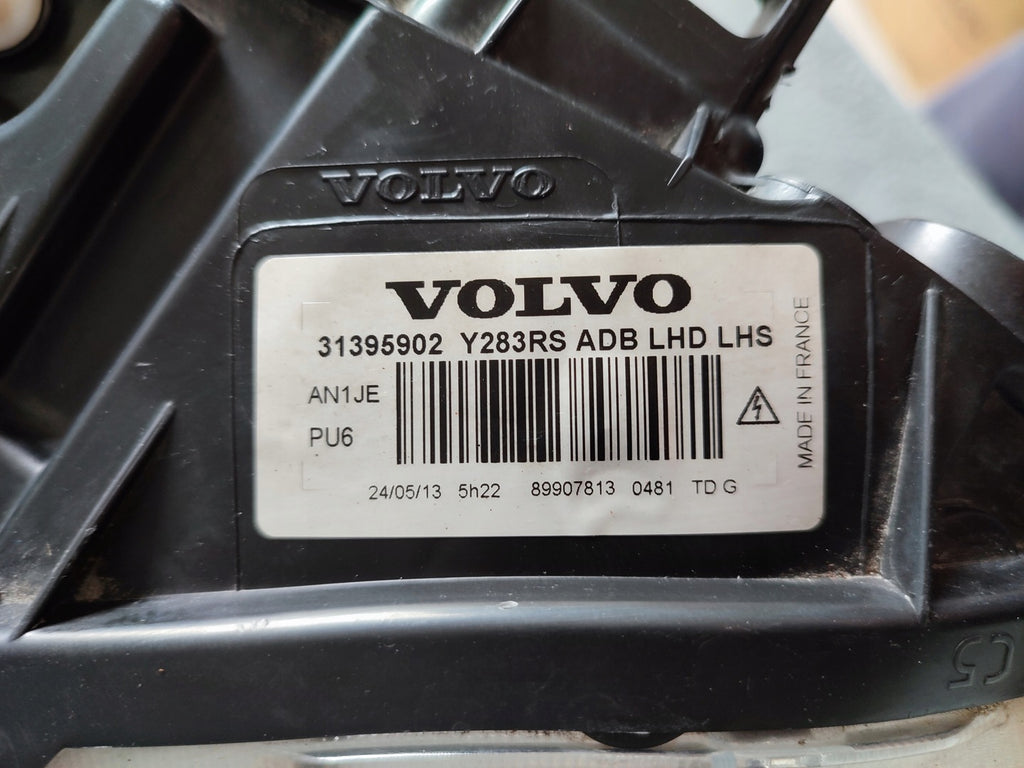 VOLVO
VOLVO
31395902 Y283RS ADB LHD LHS
AN1JE
PU6
MADE IN FRANCE
24/05/13 5h22 89907813 0481 TD G
C5